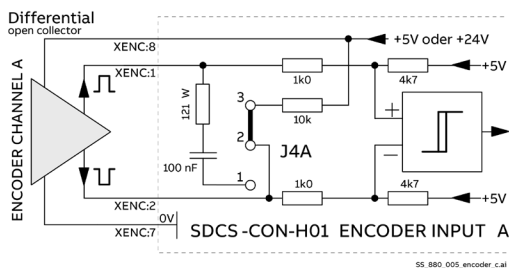 Differential
open collector
ENCODER CHANNEL A
XENC:8
+5V oder +24V
XENC:1
+5V
1k0
4k7
121 W
3
10k
+
2
J4A
−
100 nF
1
1k0
4k7
XENC:2
+5V
0V
XENC:7
SDCS -CON-H01 ENCODER INPUT A
SS_880_005_encoder_c.ai